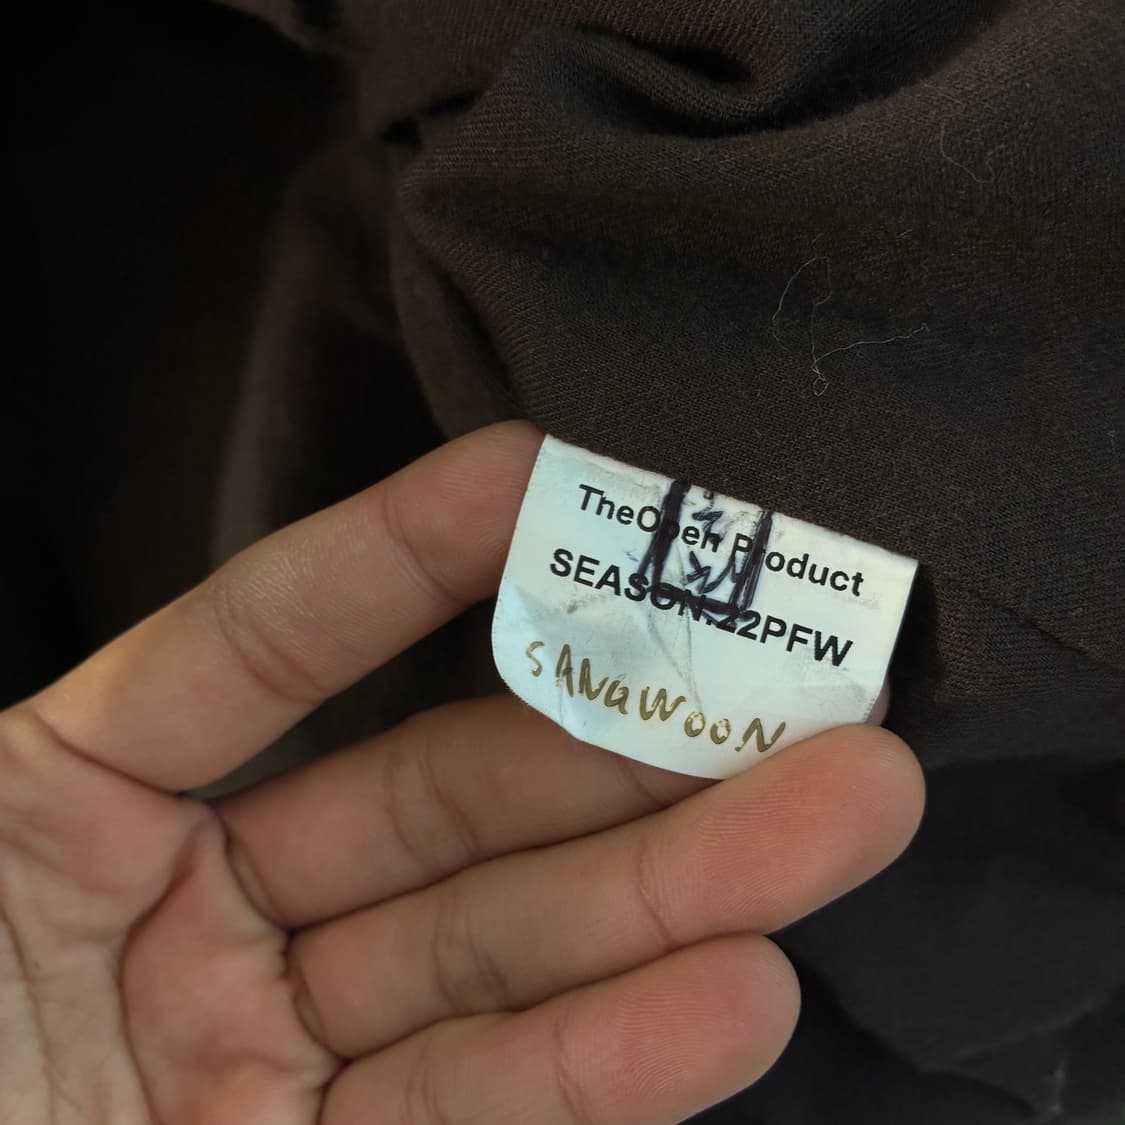 TheOpen Product
SEASON.22PFW
SANGWOON